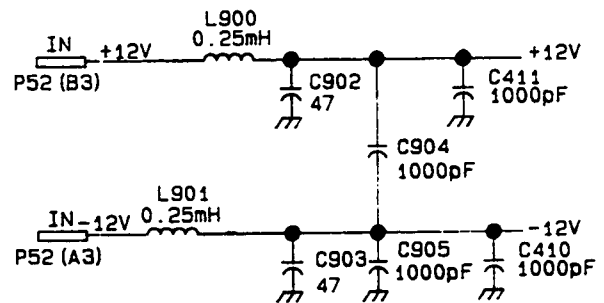 L900
0.25mH
IN
+12V
+12V
P52 (B3)
C902
47
C411
1000pF
C904
1000pF
L901
0.25mH
IN
-12V
-12V
P52 (A3)
C903
47
C905
1000pF
C410
1000pF